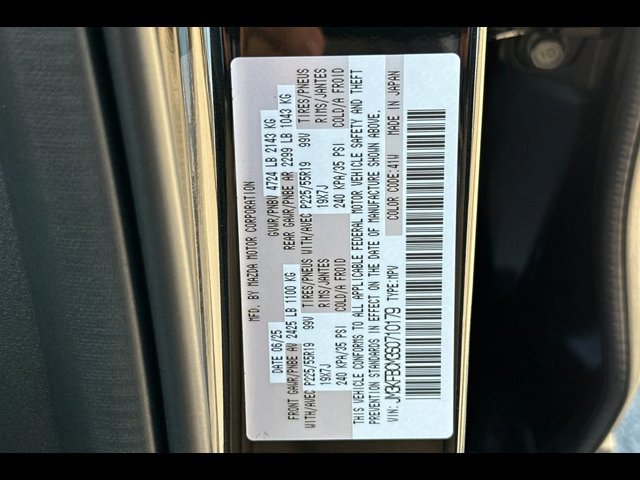 MFD. BY MAZDA MOTOR CORPORATION
DATE 06/25 GVWR/PNBV 4724 LB 2143 KG
FRONT GAWR/PNBE AV 2425 LB 1100 KG REAR GAWR/PNBE AR 2299 LB 1043 KG
WITH/AVEC P225/55R19 99V TIRES/PNEUS WITH/AVEC P225/55R19 99V TIRES/PNEUS
19X7J RIMS/JANTES 19X7J RIMS/JANTES
240 KPA/35 PSI COLD/A FROID 240 KPA/35 PSI COLD/A FROID
THIS VEHICLE CONFORMS TO ALL APPLICABLE FEDERAL MOTOR VEHICLE SAFETY AND THEFT
PREVENTION STANDARDS IN EFFECT ON THE DATE OF MANUFACTURE SHOWN ABOVE.
VIN: TYPE:MPV COLOR CODE:41W MADE IN JAPAN